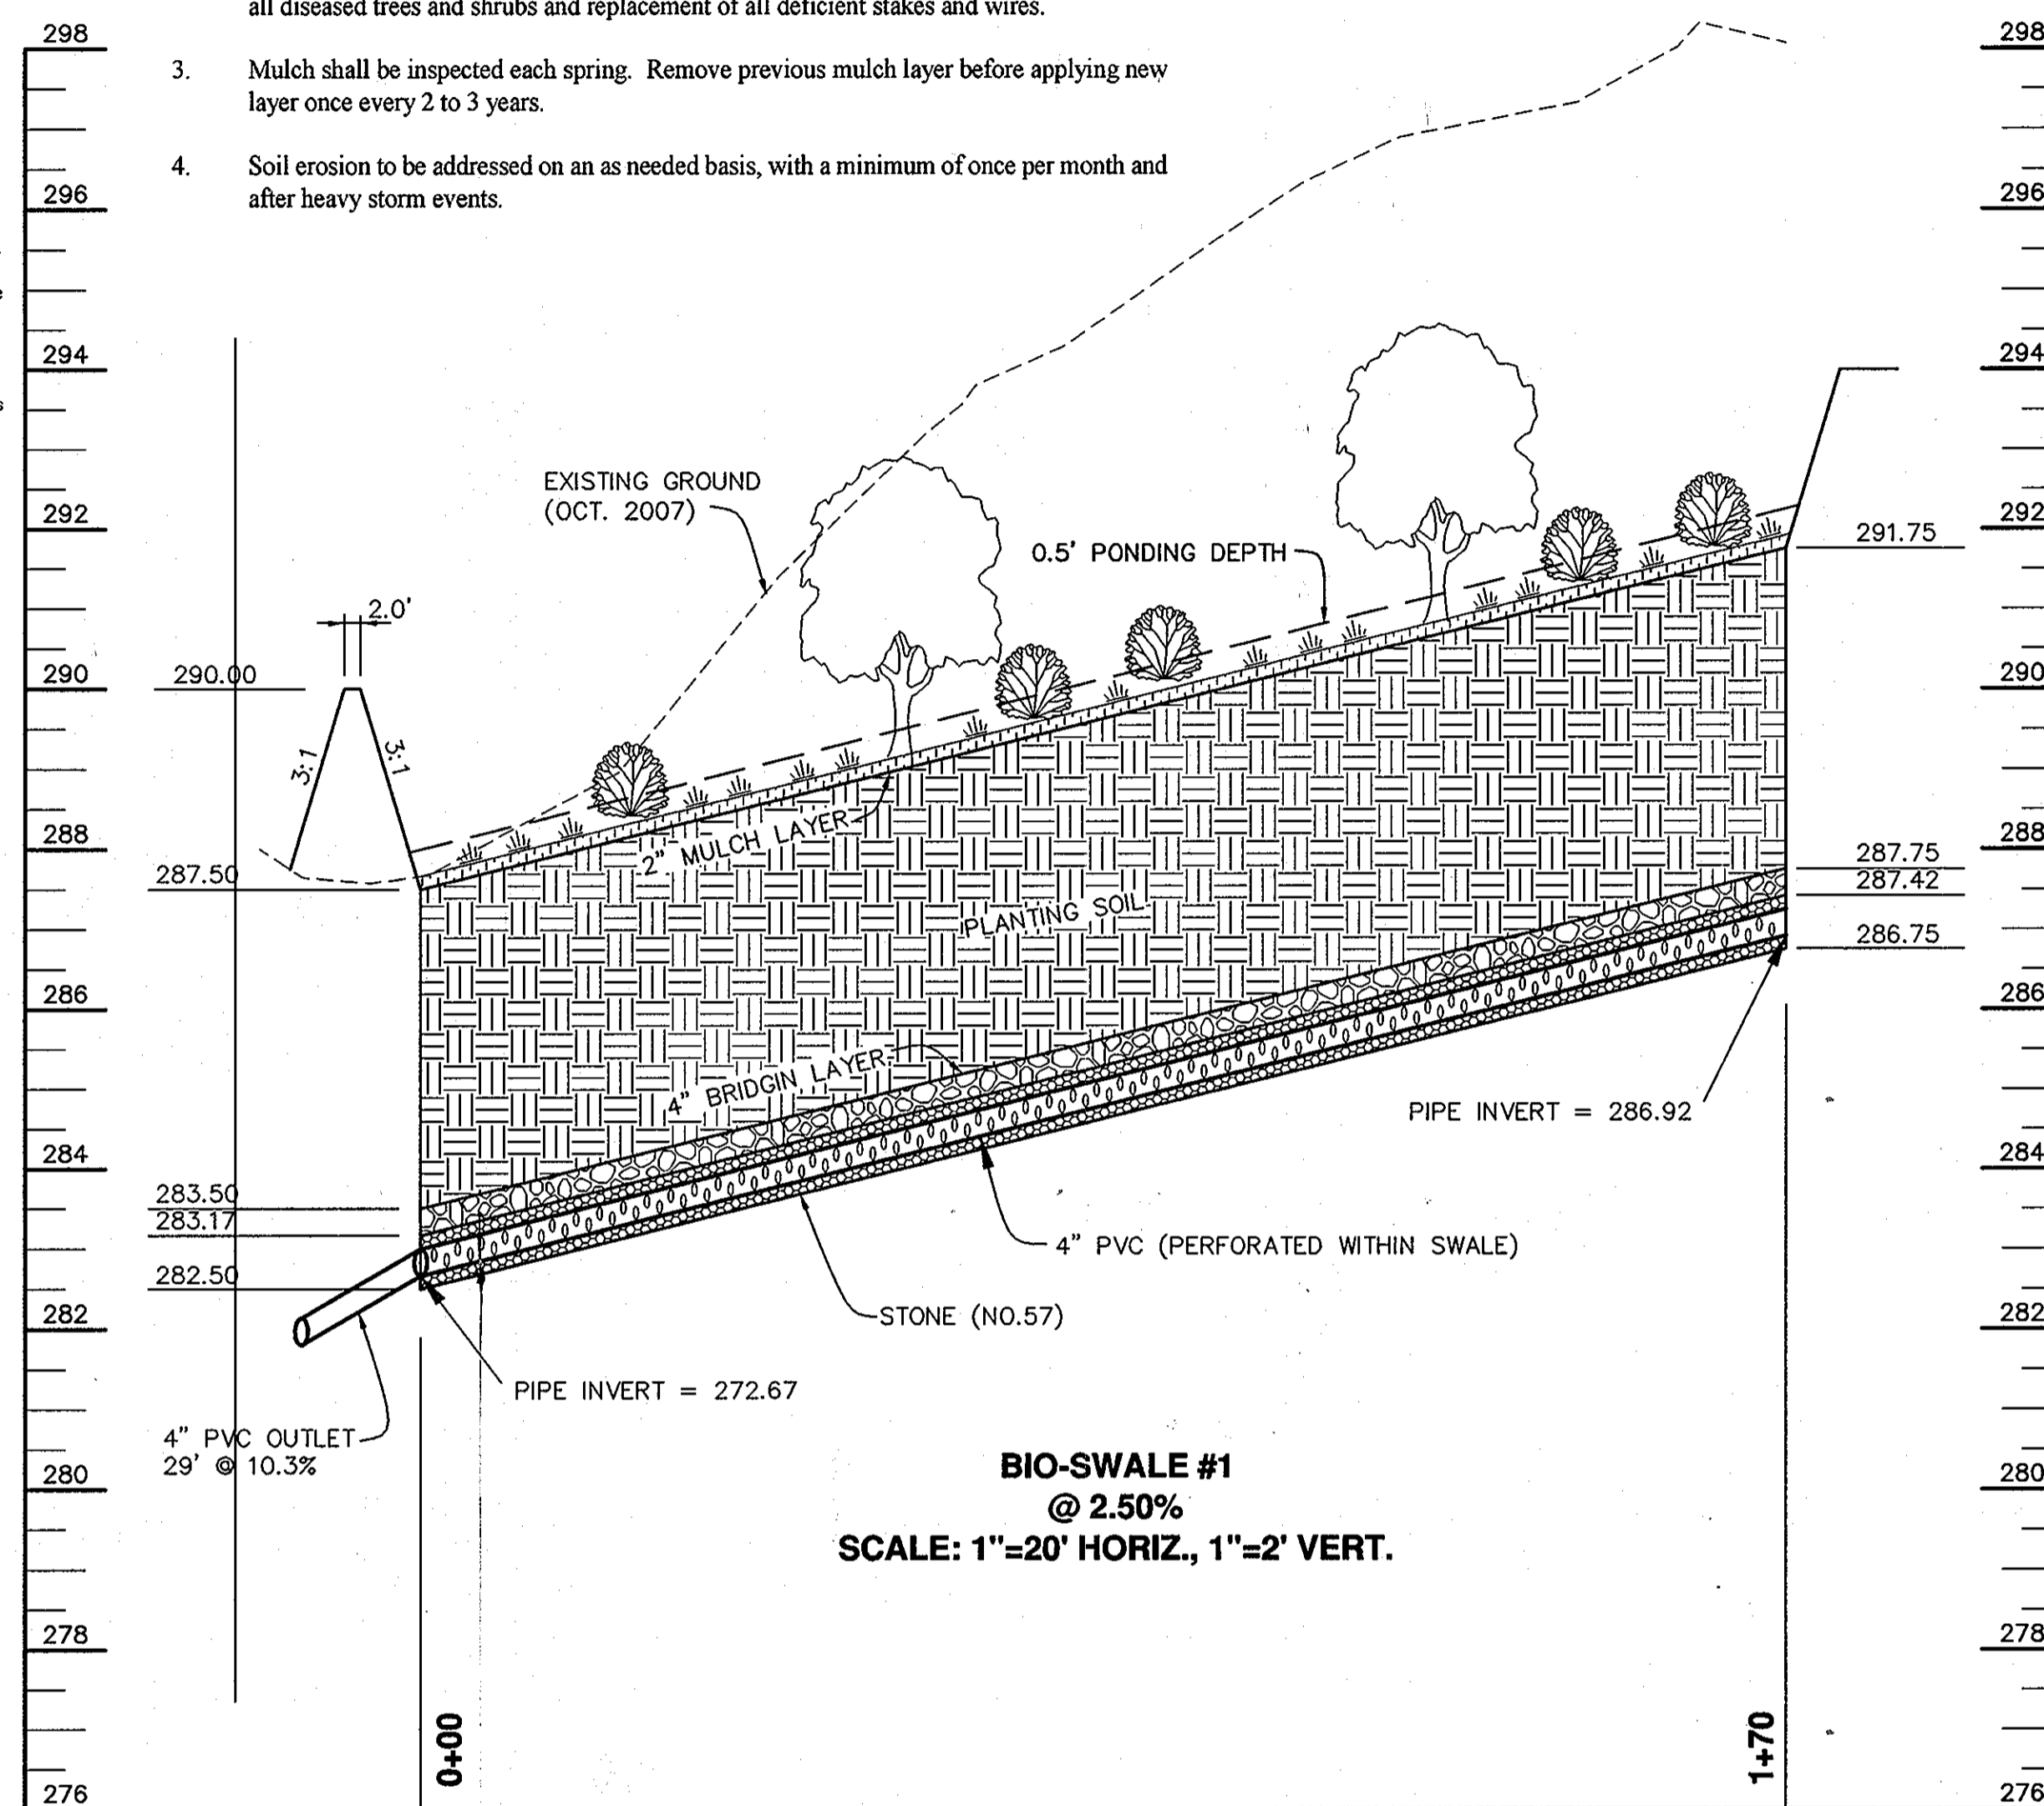 all diseased trees and shrubs and replacement of all deficient stakes and wires.
3. Mulch shall be inspected each spring. Remove previous mulch layer before applying new
layer once every 2 to 3 years.
4. Soil erosion to be addressed on an as needed basis, with a minimum of once per month and
after heavy storm events.
298
296
294
292
290
288
286
284
282
280
278
276
298
296
294
292
290
288
286
284
282
280
278
276
EXISTING GROUND
(OCT. 2007)
0.5' PONDING DEPTH
2.0'
290.00
3:1
3:1
287.50
291.75
2" MULCH LAYER
PLANTING SOIL
287.75
287.42
286.75
4" BRIDGIN LAYER
PIPE INVERT = 286.92
283.50
283.17
282.50
4" PVC (PERFORATED WITHIN SWALE)
STONE (NO.57)
PIPE INVERT = 272.67
4" PVC OUTLET
29' @ 10.3%
BIO-SWALE #1
@ 2.50%
SCALE: 1"=20' HORIZ., 1"=2' VERT.
0+00
1+70